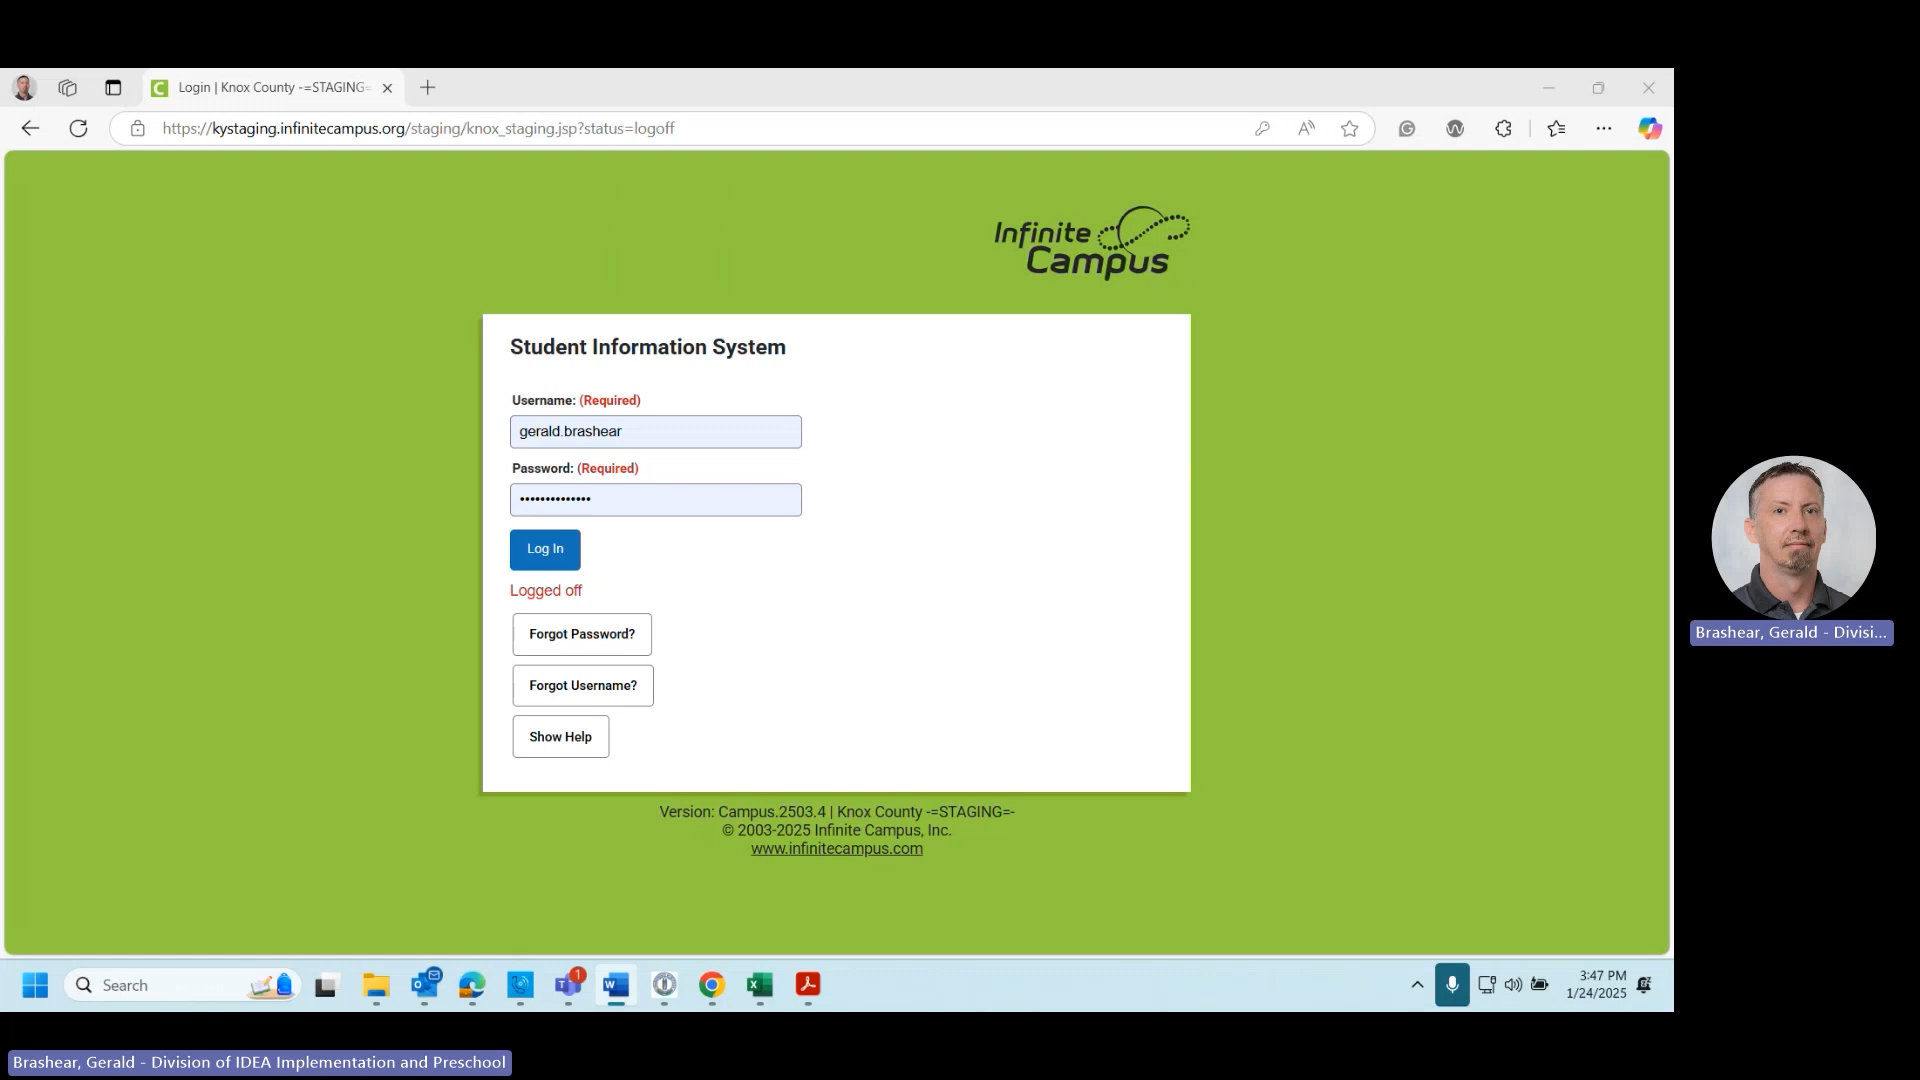 Login | Knox County -=STAGING=
https://kystaging.infinitecampus.org/staging/knox_staging.jsp?status=logoff
Infinite
Campus
Student Information System
Username: (Required)
gerald.brashear
Password: (Required)
••••••••••••••
Log In
Logged off
Forgot Password?
Forgot Username?
Show Help
Version: Campus.2503.4 | Knox County -=STAGING=-
© 2003-2025 Infinite Campus, Inc.
www.infinitecampus.com
Brashear, Gerald - Divisi...
Search
1
3:47 PM
1/24/2025
Brashear, Gerald - Division of IDEA Implementation and Preschool